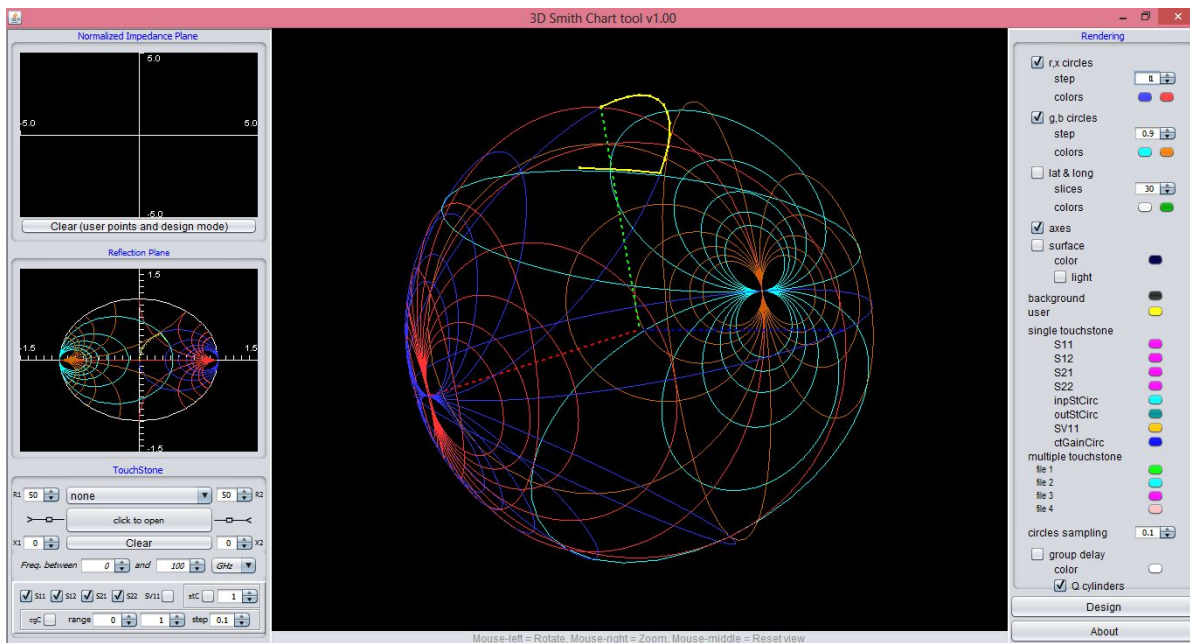 3D Smith Chart tool v1.00
Normalized Impedance Plane
5.0
-5.0 5.0
-5.0
Clear (user points and design mode)
Reflection Plane
1.5
-1.5 1.5
-1.5
TouchStone
R1 50 none 50 R2
click to open
X1 0 Clear 0 X2
Freq. between 0 and 100 GHz
S11 S12 S21 S22 SV11 stC 1
cgC range 0 1 step 0.1
Mouse-left = Rotate, Mouse-right = Zoom, Mouse-middle = Reset view
Rendering
r,x circles
step 1
colors
g,b circles
step 0.9
colors
lat & long
slices 30
colors
axes
surface
color
light
background
user
single touchstone
S11
S12
S21
S22
inpStCirc
outStCirc
SV11
ctGainCirc
multiple touchstone
file 1
file 2
file 3
file 4
circles sampling 0.1
group delay
color
Q cylinders
Design
About